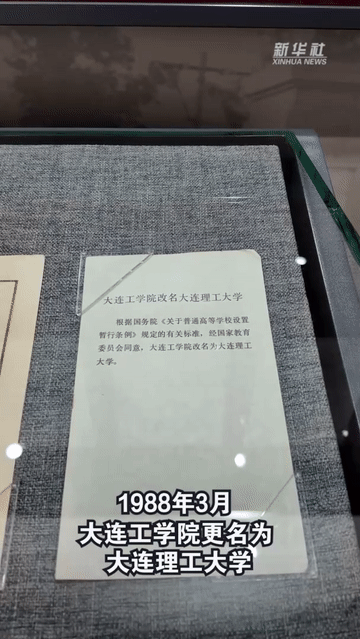 新华社
XINHUA NEWS
大连工学院改名大连理工大学
根据国务院《关于普通高等学校设置
暂行条例》规定的有关标准，经国家教育
委员会同意，大连工学院改名为大连理工
大学。
1988年3月
大连工学院更名为
大连理工大学